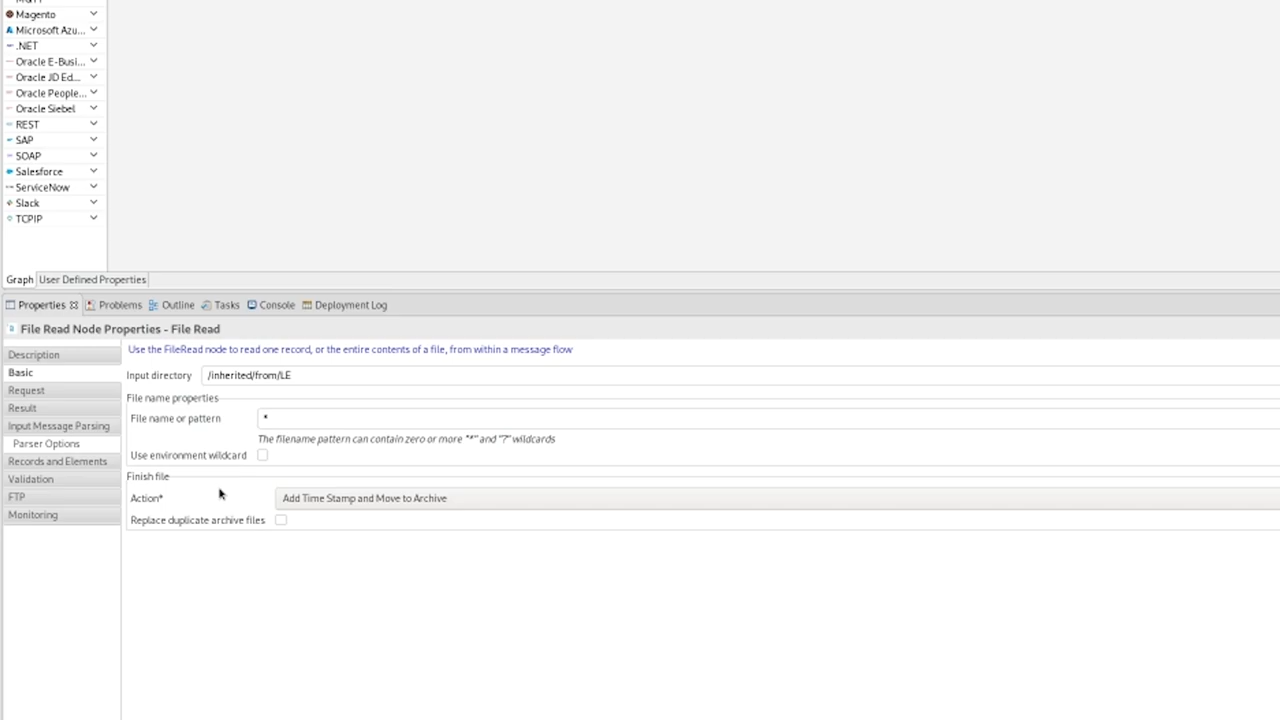 Magento
Microsoft Azu...
.NET
Oracle E-Busi...
Oracle JD Ed...
Oracle People...
Oracle Siebel
REST
SAP
SOAP
Salesforce
ServiceNow
Slack
TCPIP
Graph User Defined Properties
Properties Problems Outline Tasks Console Deployment Log
File Read Node Properties - File Read
Description
Basic
Request
Result
Input Message Parsing
Parser Options
Records and Elements
Validation
FTP
Monitoring
Use the FileRead node to read one record, or the entire contents of a file, from within a message flow
Input directory /inherited/from/LE
File name properties
File name or pattern *
The filename pattern can contain zero or more "*" and "?" wildcards
Use environment wildcard
Finish file
Action* Add Time Stamp and Move to Archive
Replace duplicate archive files